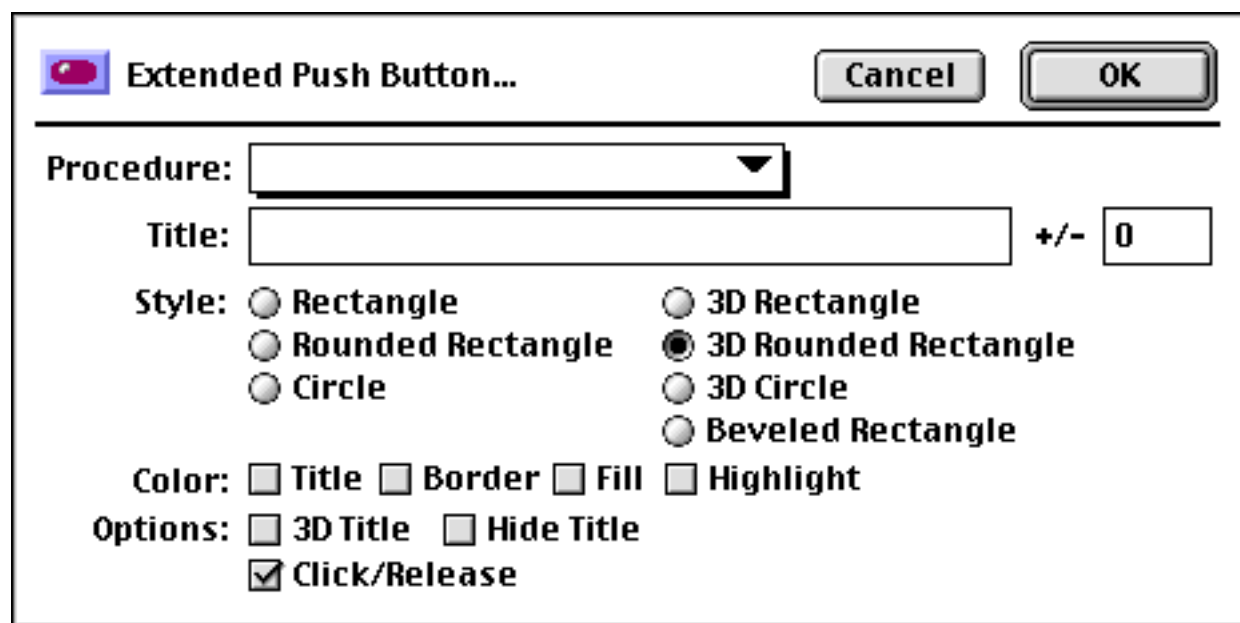 Extended Push Button... Cancel OK
Procedure:
Title: +/- 0
Style: Rectangle 3D Rectangle
Rounded Rectangle 3D Rounded Rectangle
Circle 3D Circle
Beveled Rectangle
Color: Title Border Fill Highlight
Options: 3D Title Hide Title
Click/Release